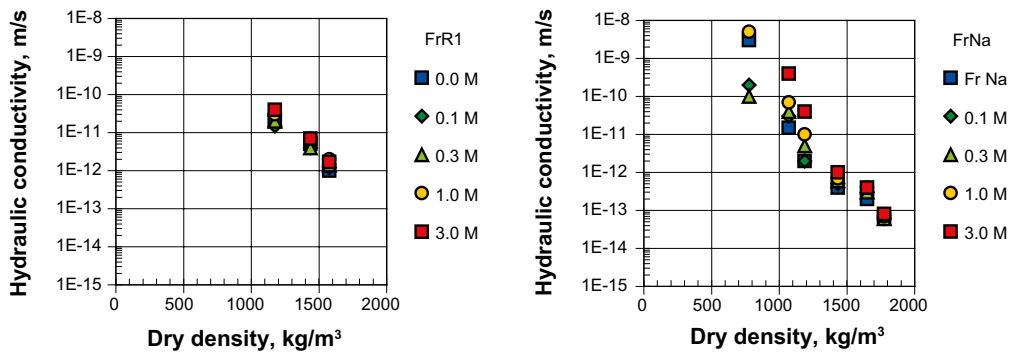 Hydraulic conductivity, m/s
1E-8
1E-9
1E-10
1E-11
1E-12
1E-13
1E-14
1E-15
0
500
1000
1500
2000
Dry density, kg/m³
FrR1
0.0 M
0.1 M
0.3 M
1.0 M
3.0 M
Hydraulic conductivity, m/s
1E-8
1E-9
1E-10
1E-11
1E-12
1E-13
1E-14
1E-15
0
500
1000
1500
2000
Dry density, kg/m³
FrNa
Fr Na
0.1 M
0.3 M
1.0 M
3.0 M